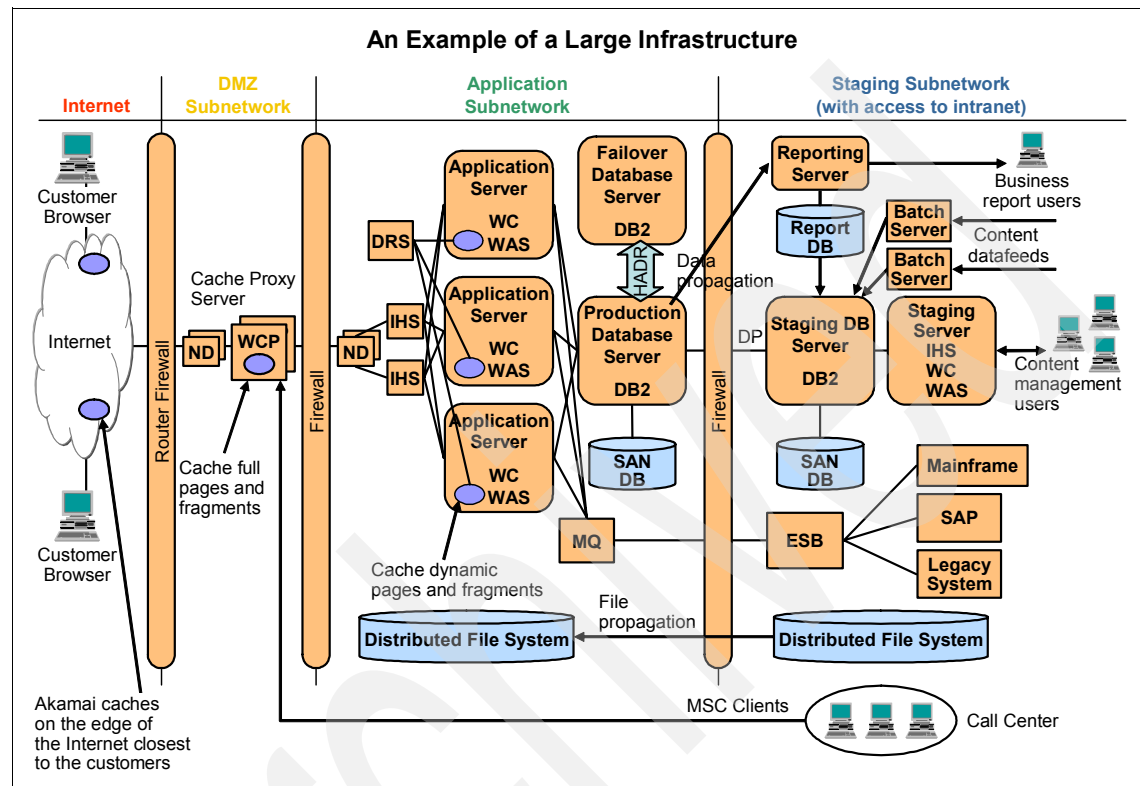 An Example of a Large Infrastructure
Internet
DMZ
Subnetwork
Application
Subnetwork
Staging Subnetwork
(with access to intranet)
Customer
Browser
Internet
Customer
Browser
Akamai caches
on the edge of
the Internet closest
to the customers
Router Firewall
Cache Proxy
Server
ND
WCP
Cache full
pages and
fragments
Firewall
ND
DRS
IHS
IHS
Application
Server
WC
WAS
Application
Server
WC
WAS
Application
Server
WC
WAS
Cache dynamic
pages and fragments
Failover
Database
Server
DB2
HADR
Data
propagation
Production
Database
Server
DB2
SAN
DB
MQ
Distributed File System
File
propagation
Firewall
DP
Reporting
Server
Report
DB
Business
report users
Batch
Server
Batch
Server
Content
datafeeds
Staging DB
Server
DB2
Staging
Server
IHS
WC
WAS
Content
management
users
SAN
DB
ESB
Mainframe
SAP
Legacy
System
Distributed File System
MSC Clients
Call Center